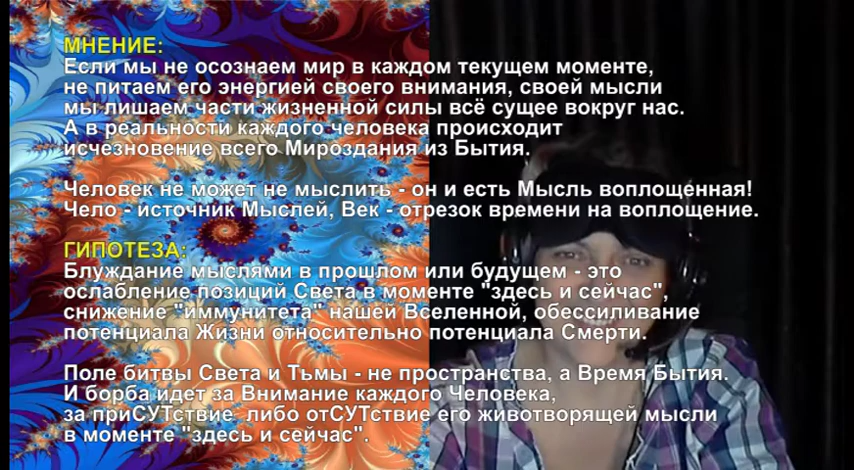 МНЕНИЕ:
Если мы не осознаем мир в каждом текущем моменте,
не питаем его энергией своего внимания, своей мысли
мы лишаем части жизненной силы всё сущее вокруг нас.
А в реальности каждого человека происходит
исчезновение всего Мироздания из Бытия.
Человек не может не мыслить - он и есть Мысль воплощенная!
Чело - источник Мыслей, Век - отрезок времени на воплощение.
ГИПОТЕЗА:
Блуждание мыслями в прошлом или будущем - это
ослабление позиций Света в моменте "здесь и сейчас",
снижение "иммунитета" нашей Вселенной, обессиливание
потенциала Жизни относительно потенциала Смерти.
Поле битвы Света и Тьмы - не пространства, а Время Бытия.
И борба идет за Внимание каждого Человека,
за приСУТствие либо отСУТствие его животворящей мысли
в моменте "здесь и сейчас".